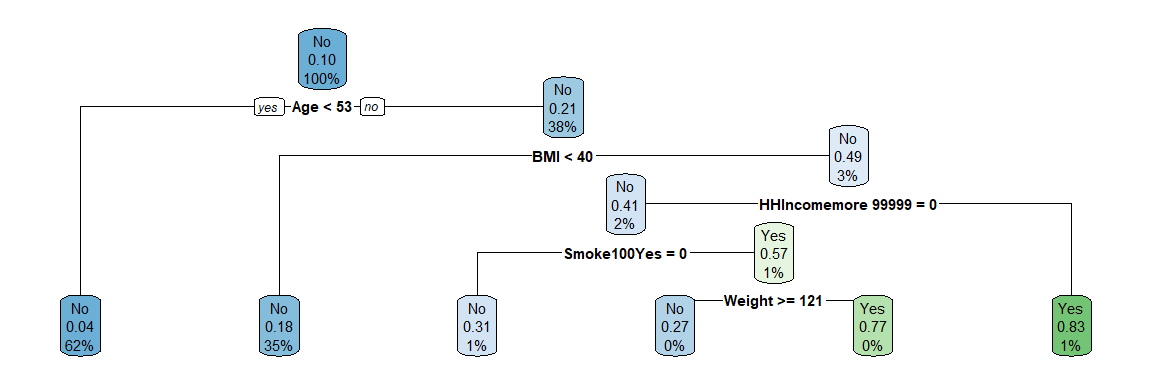 No
0.10
100%
yes Age < 53 no
No
0.21
38%
BMI < 40
No
0.49
3%
No
0.41
2%
HHIncomemore 99999 = 0
Smoke100Yes = 0
Yes
0.57
1%
Weight >= 121
No
0.04
62%
No
0.18
35%
No
0.31
1%
No
0.27
0%
Yes
0.77
0%
Yes
0.83
1%